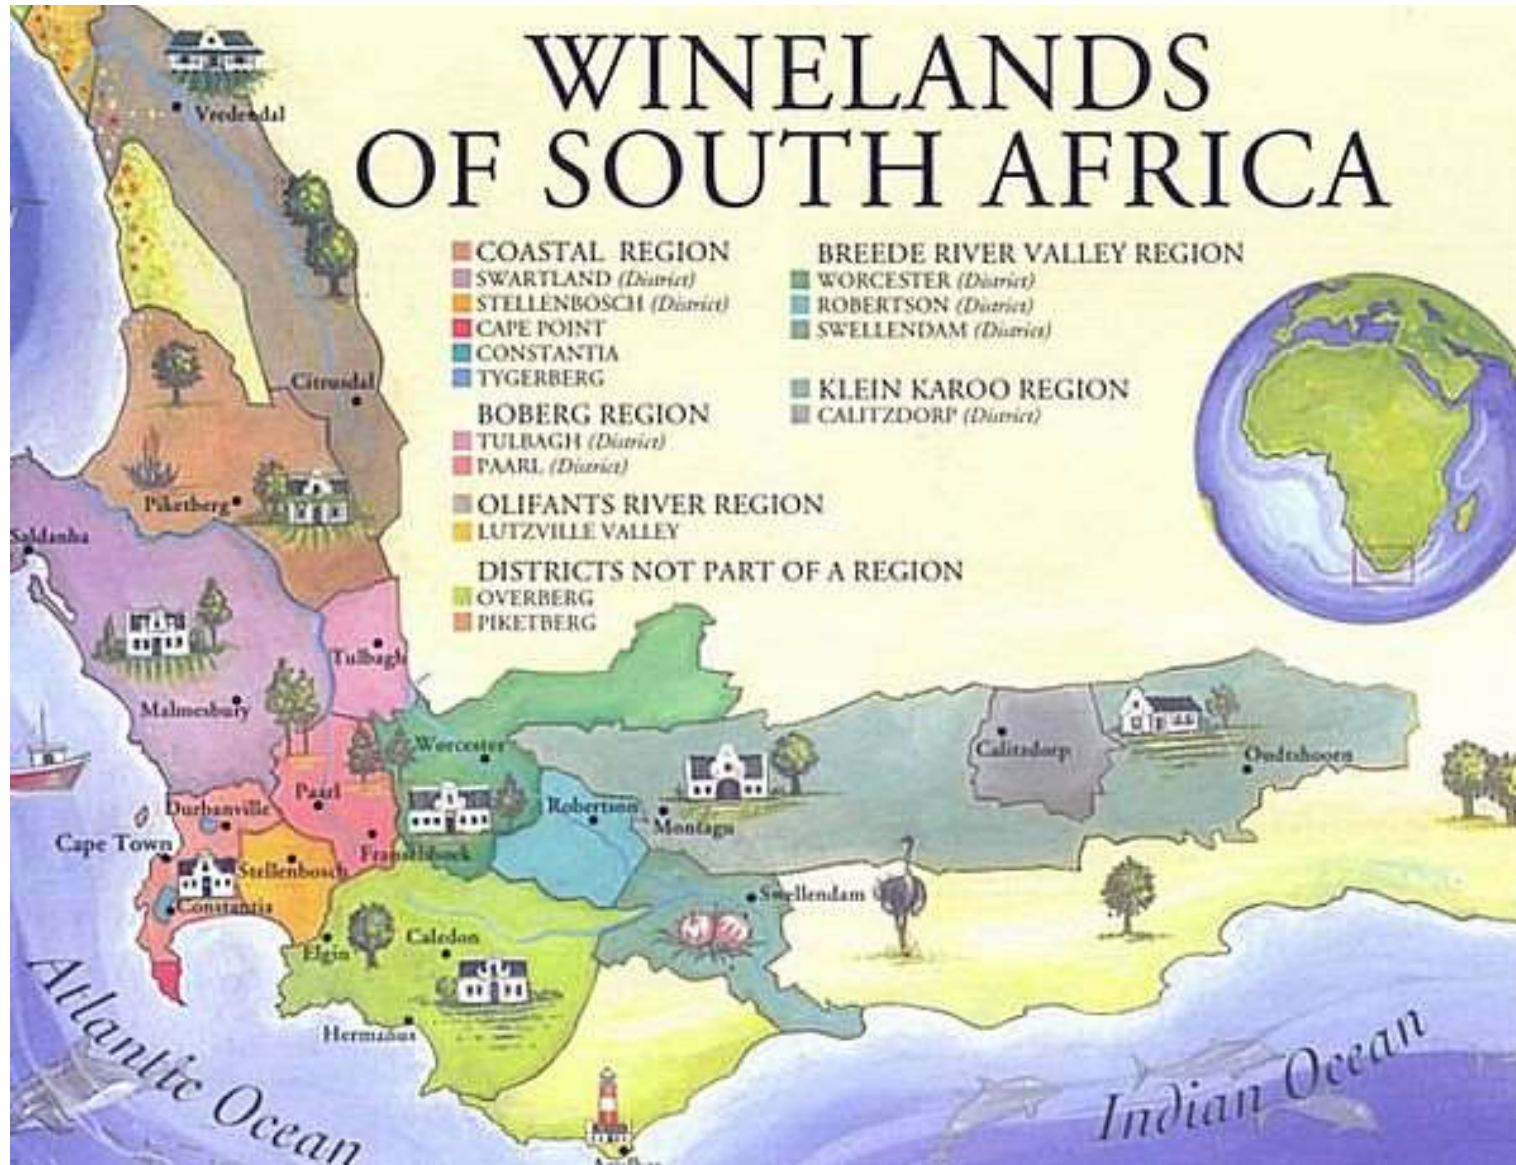 WINELANDS
OF SOUTH AFRICA
COASTAL REGION
SWARTLAND (District)
STELLENBOSCH (District)
CAPE POINT
CONSTANTIA
TYGERBERG
BOBERG REGION
TULBAGH (District)
PAARL (District)
OLIFANTS RIVER REGION
LUTZVILLE VALLEY
DISTRICTS NOT PART OF A REGION
OVERBERG
PIKETBERG
BREEDE RIVER VALLEY REGION
WORCESTER (District)
ROBERTSON (District)
SWELLENDAM (District)
KLEIN KAROO REGION
CALITZDORP (District)
Vredendal
Citrusdal
Piketberg
Saldanha
Tulbagh
Malmesbury
Worcester
Calitzdorp
Oudtshoorn
Paarl
Durbanville
Robertson
Montagu
Cape Town
Franschhoek
Stellenbosch
Swellendam
Constantia
Elgin
Caledon
Hermanus
Atlantic Ocean
Indian Ocean